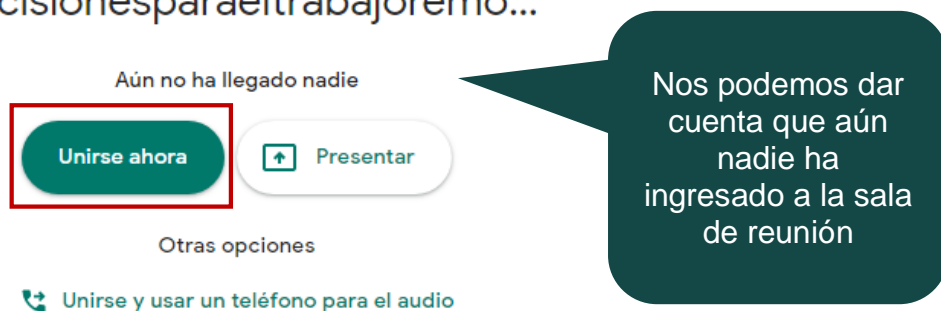 cisionesparaeltrabajoremo...
Aún no ha llegado nadie
Unirse ahora
Presentar
Otras opciones
Unirse y usar un teléfono para el audio
Nos podemos dar
cuenta que aún
nadie ha
ingresado a la sala
de reunión